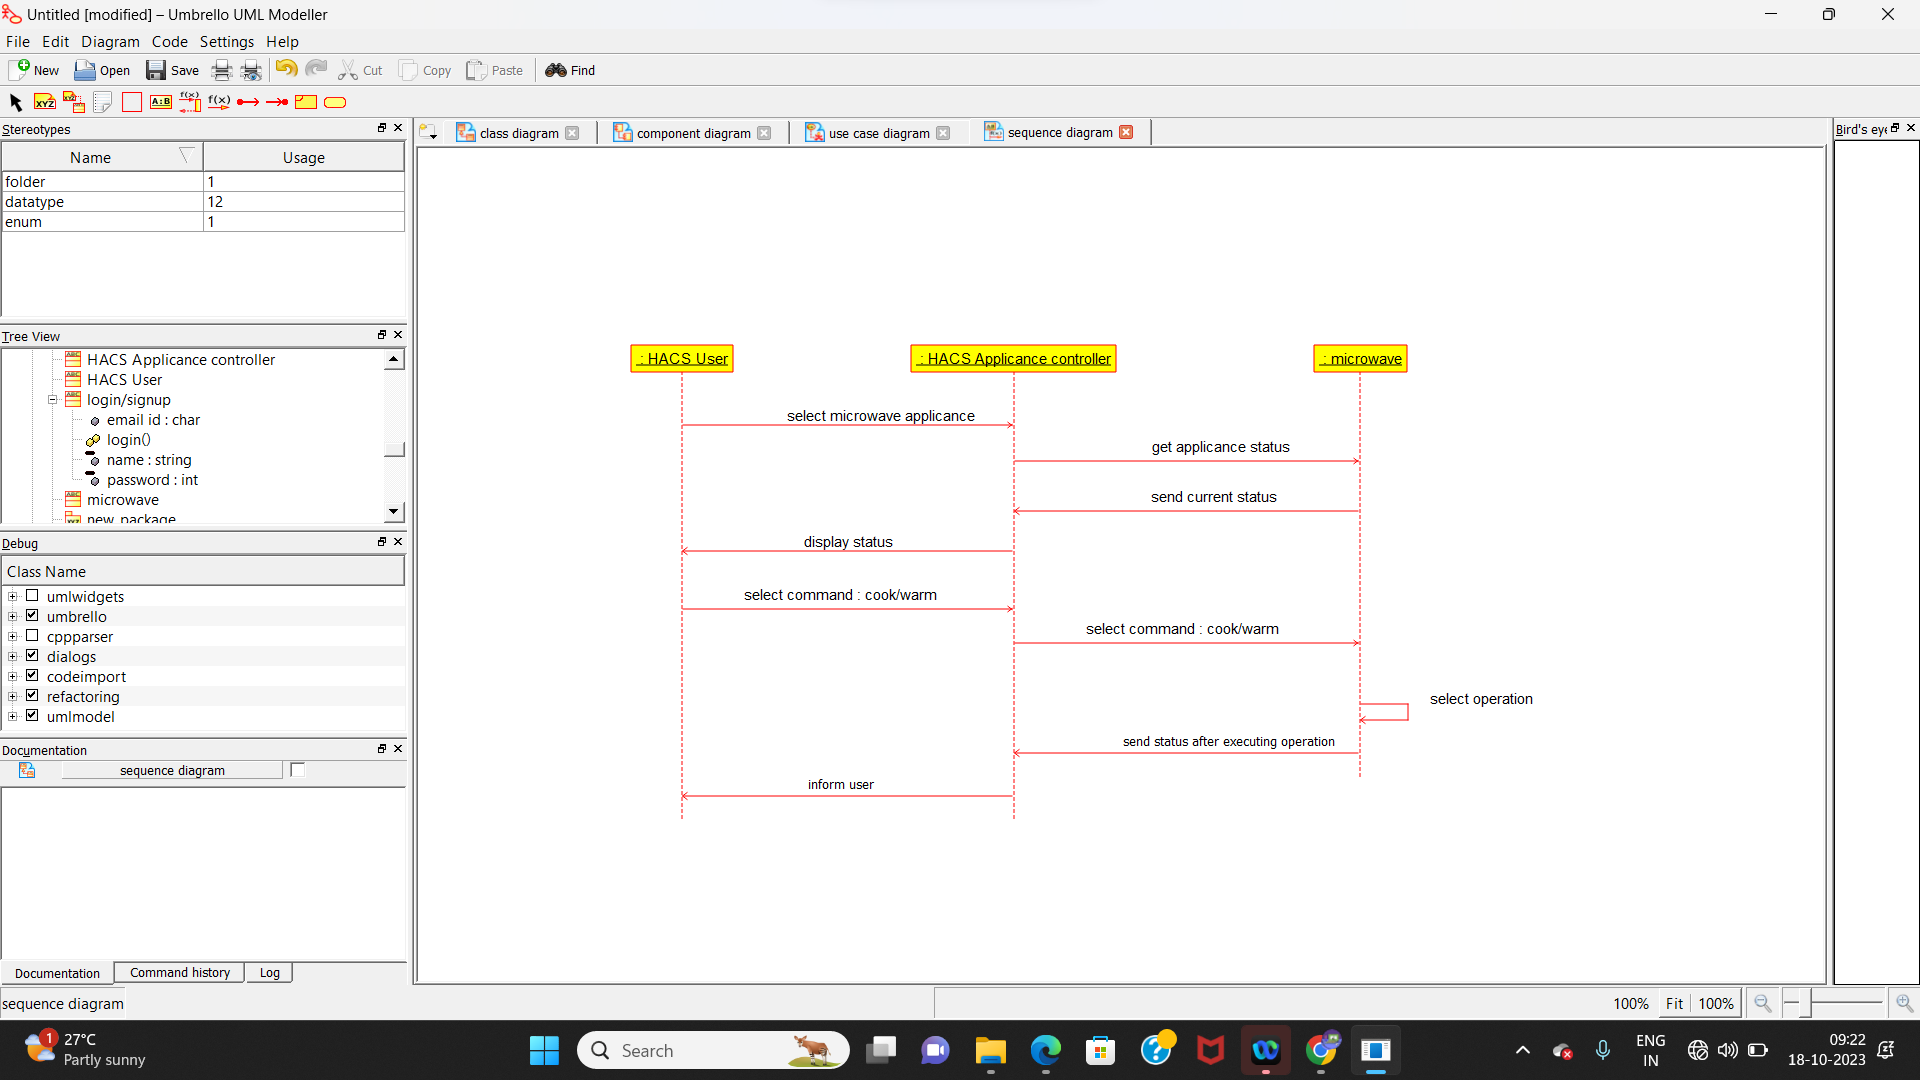 Untitled [modified] – Umbrello UML Modeller
File Edit Diagram Code Settings Help
New Open Save Cut Copy Paste Find
XYZ A:B f(x) f(x)
Stereotypes
Name Usage
folder 1
datatype 12
enum 1
Tree View
HACS Applicance controller
HACS User
login/signup
email id : char
login()
name : string
password : int
microwave
new_package
Debug
Class Name
umlwidgets
umbrello
cppparser
dialogs
codeimport
refactoring
umlmodel
Documentation
sequence diagram
Documentation Command history Log
sequence diagram
class diagram component diagram use case diagram sequence diagram
: HACS User : HACS Applicance controller : microwave
select microwave applicance
get applicance status
send current status
display status
select command : cook/warm
select command : cook/warm
select operation
send status after executing operation
inform user
Bird's eye
100% Fit 100%
1
27°C
Partly sunny
Search
ENG
IN
09:22
18-10-2023